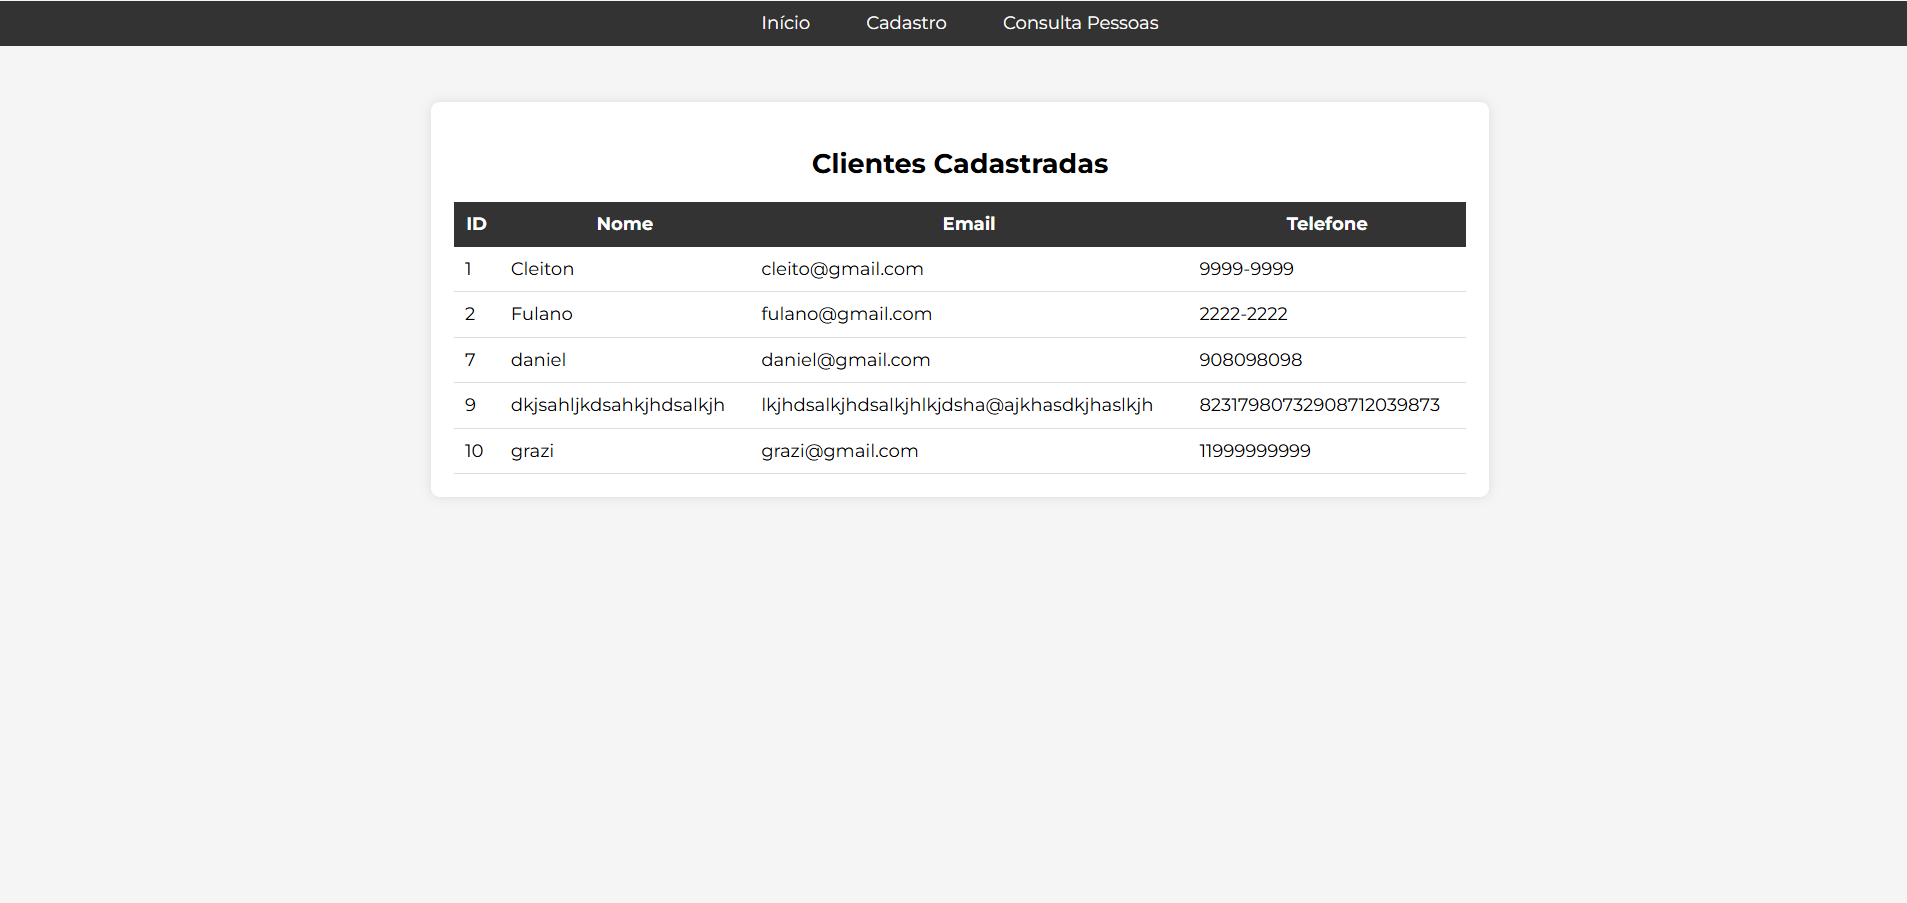 Início Cadastro Consulta Pessoas
Clientes Cadastradas
ID Nome Email Telefone
1 Cleiton cleito@gmail.com 9999-9999
2 Fulano fulano@gmail.com 2222-2222
7 daniel daniel@gmail.com 908098098
9 dkjsahljkdsahkjhdsalkjh lkjhdsalkjhdsalkjhlkjdsha@ajkhasdkjhaslkjh 82317980732908712039873
10 grazi grazi@gmail.com 11999999999